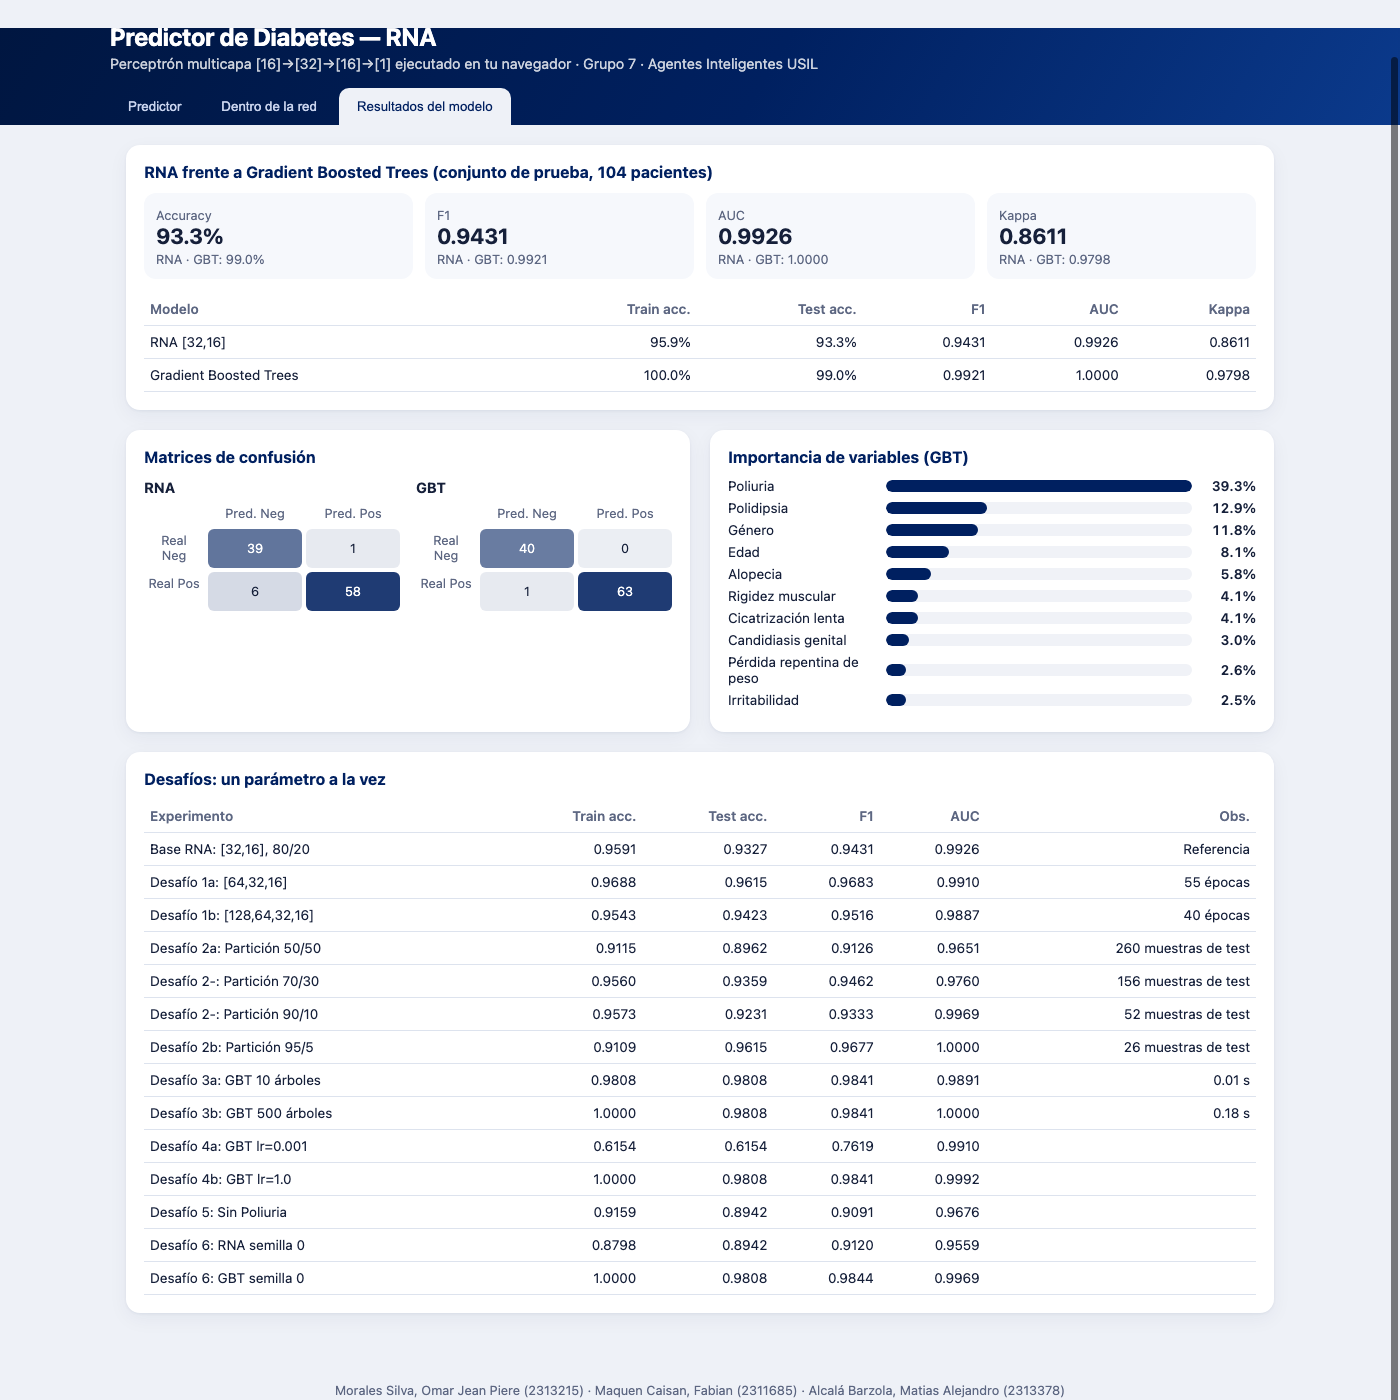 Predictor de Diabetes — RNA
Perceptrón multicapa [16]→[32]→[16]→[1] ejecutado en tu navegador · Grupo 7 · Agentes Inteligentes USIL
Predictor Dentro de la red Resultados del modelo
RNA frente a Gradient Boosted Trees (conjunto de prueba, 104 pacientes)
Accuracy F1 AUC Kappa
93.3% 0.9431 0.9926 0.8611
RNA · GBT: 99.0% RNA · GBT: 0.9921 RNA · GBT: 1.0000 RNA · GBT: 0.9798
Modelo Train acc. Test acc. F1 AUC Kappa
RNA [32,16] 95.9% 93.3% 0.9431 0.9926 0.8611
Gradient Boosted Trees 100.0% 99.0% 0.9921 1.0000 0.9798
Matrices de confusión
RNA
Pred. Neg Pred. Pos
Real Neg 39 1
Real Pos 6 58
GBT
Pred. Neg Pred. Pos
Real Neg 40 0
Real Pos 1 63
Importancia de variables (GBT)
Poliuria 39.3%
Polidipsia 12.9%
Género 11.8%
Edad 8.1%
Alopecia 5.8%
Rigidez muscular 4.1%
Cicatrización lenta 4.1%
Candidiasis genital 3.0%
Pérdida repentina de peso 2.6%
Irritabilidad 2.5%
Desafíos: un parámetro a la vez
Experimento Train acc. Test acc. F1 AUC Obs.
Base RNA: [32,16], 80/20 0.9591 0.9327 0.9431 0.9926 Referencia
Desafío 1a: [64,32,16] 0.9688 0.9615 0.9683 0.9910 55 épocas
Desafío 1b: [128,64,32,16] 0.9543 0.9423 0.9516 0.9887 40 épocas
Desafío 2a: Partición 50/50 0.9115 0.8962 0.9126 0.9651 260 muestras de test
Desafío 2-: Partición 70/30 0.9560 0.9359 0.9462 0.9760 156 muestras de test
Desafío 2-: Partición 90/10 0.9573 0.9231 0.9333 0.9969 52 muestras de test
Desafío 2b: Partición 95/5 0.9109 0.9615 0.9677 1.0000 26 muestras de test
Desafío 3a: GBT 10 árboles 0.9808 0.9808 0.9841 0.9891 0.01 s
Desafío 3b: GBT 500 árboles 1.0000 0.9808 0.9841 1.0000 0.18 s
Desafío 4a: GBT lr=0.001 0.6154 0.6154 0.7619 0.9910
Desafío 4b: GBT lr=1.0 1.0000 0.9808 0.9841 0.9992
Desafío 5: Sin Poliuria 0.9159 0.8942 0.9091 0.9676
Desafío 6: RNA semilla 0 0.8798 0.8942 0.9120 0.9559
Desafío 6: GBT semilla 0 1.0000 0.9808 0.9844 0.9969
Morales Silva, Omar Jean Piere (2313215) · Maquen Caisan, Fabian (2311685) · Alcalá Barzola, Matias Alejandro (2313378)